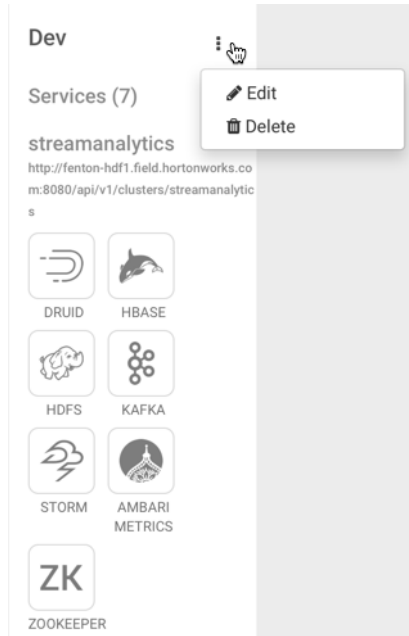 Dev
Edit
Services (7)
Delete
streamanalytics
http://fenton-hdf1.field.hortonworks.co
m:8080/api/v1/clusters/streamanalytic
s
DRUID HBASE
HDFS KAFKA
STORM AMBARI
METRICS
ZK
ZOOKEEPER